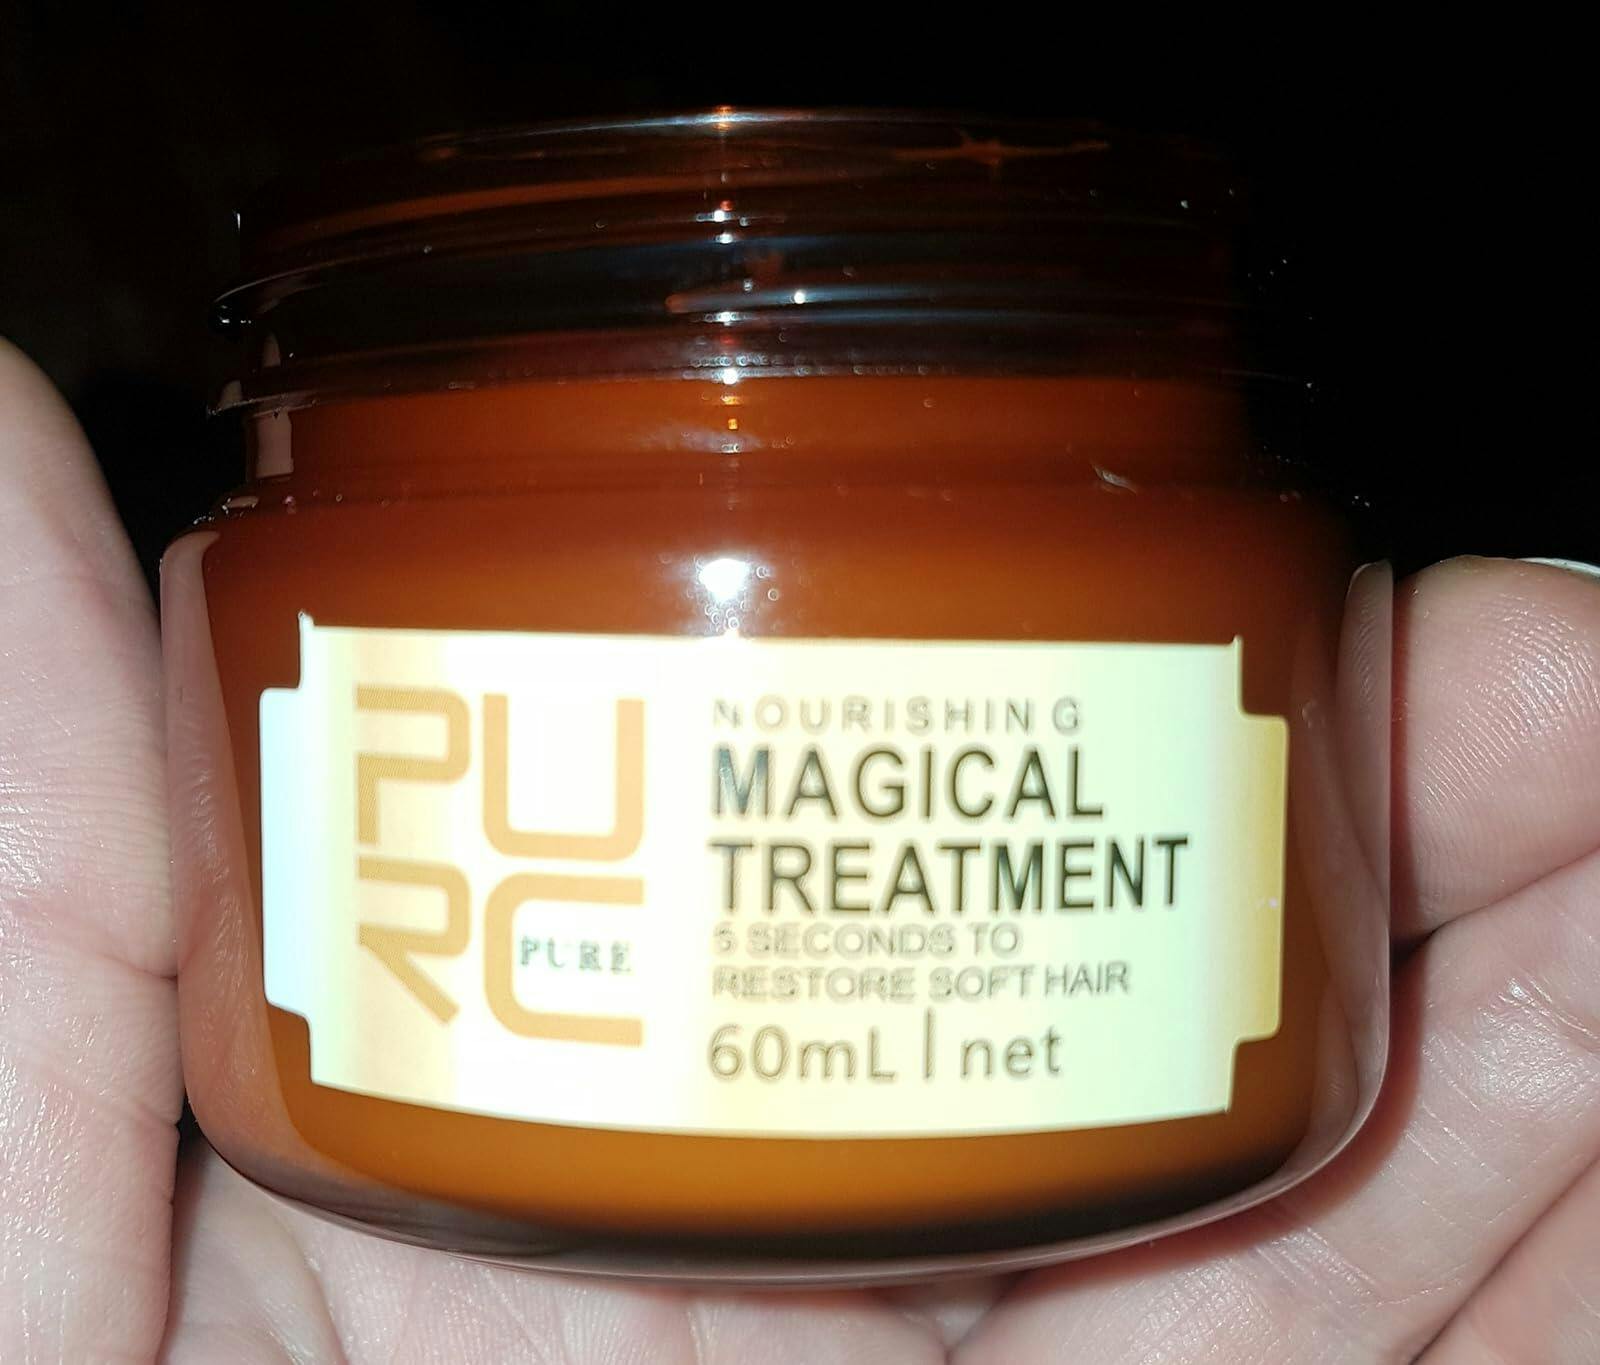 PURC
PURE
NOURISHING
MAGICAL
TREATMENT
5 SECONDS TO
RESTORE SOFT HAIR
60mL | net